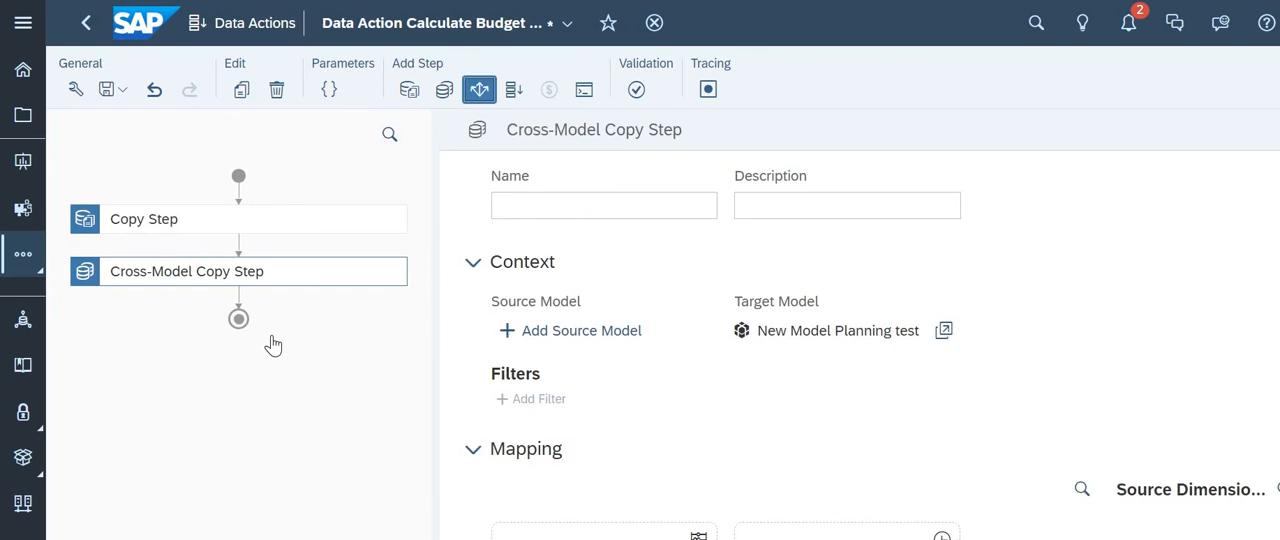 SAP Data Actions Data Action Calculate Budget ... * 2
General Edit Parameters Add Step Validation Tracing
Cross-Model Copy Step
Name Description
Copy Step
Context
Cross-Model Copy Step
Source Model Target Model
Add Source Model New Model Planning test
Filters
Add Filter
Mapping
Source Dimensio...